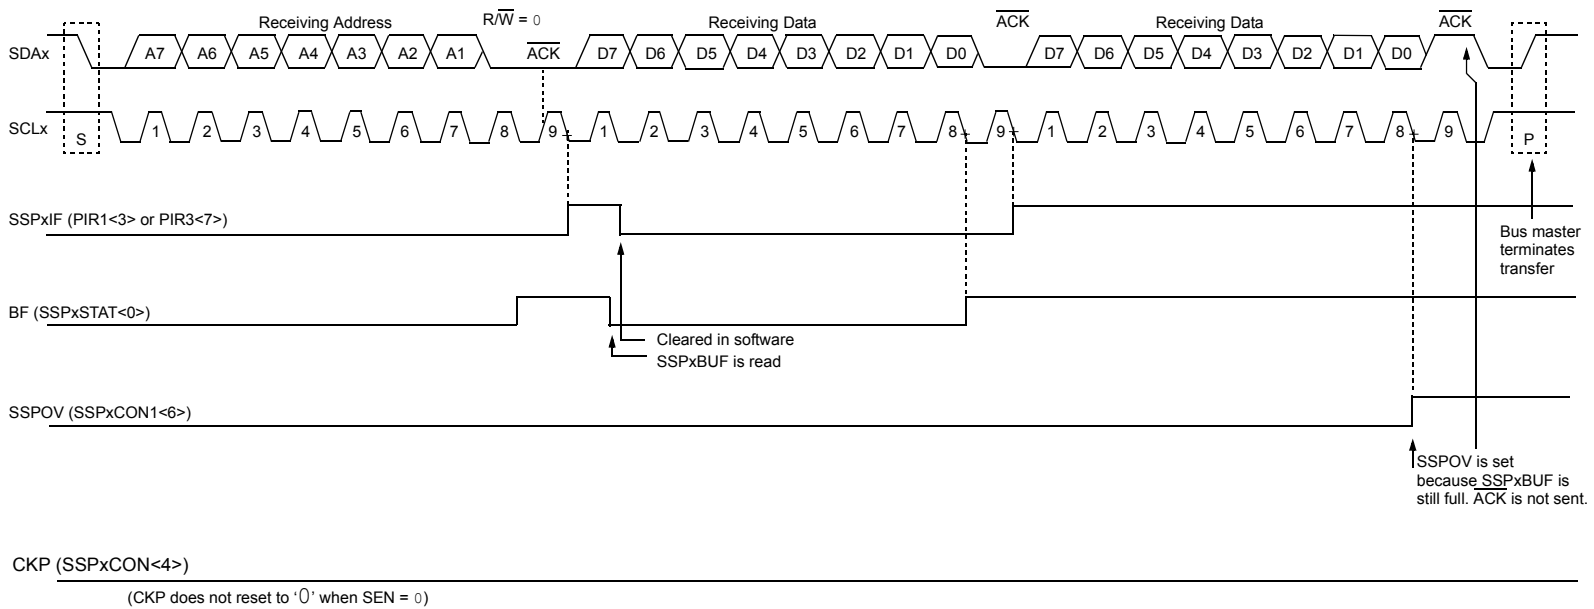 Receiving Address R/W = 0 Receiving Data ACK Receiving Data ACK
SDAx A7 A6 A5 A4 A3 A2 A1 ACK D7 D6 D5 D4 D3 D2 D1 D0 D7 D6 D5 D4 D3 D2 D1 D0
SCLx S 1 2 3 4 5 6 7 8 9 1 2 3 4 5 6 7 8 9 1 2 3 4 5 6 7 8 9 P
SSPxIF (PIR1<3> or PIR3<7>)
Bus master
terminates
transfer
BF (SSPxSTAT<0>)
Cleared in software
SSPxBUF is read
SSPOV (SSPxCON1<6>)
SSPOV is set
because SSPxBUF is
still full. ACK is not sent.
CKP (SSPxCON<4>)
(CKP does not reset to ‘0’ when SEN = 0)